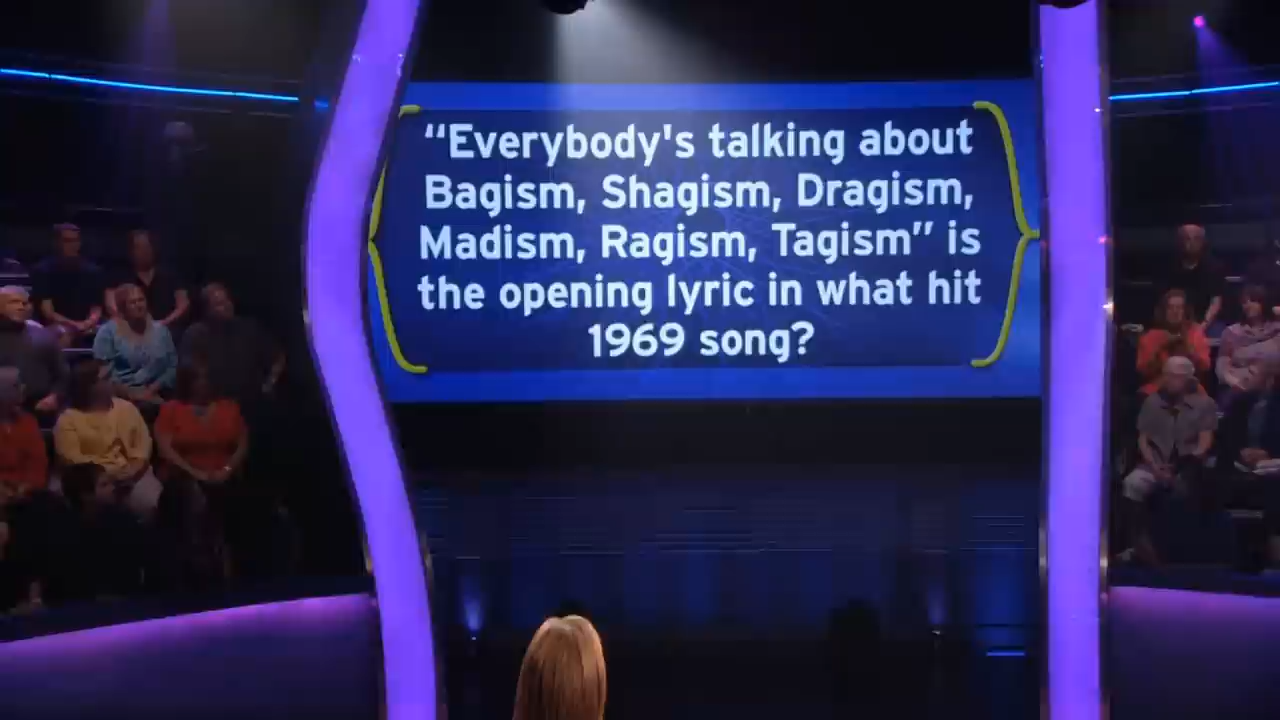 “Everybody's talking about
Bagism, Shagism, Dragism,
Madism, Ragism, Tagism” is
the opening lyric in what hit
1969 song?